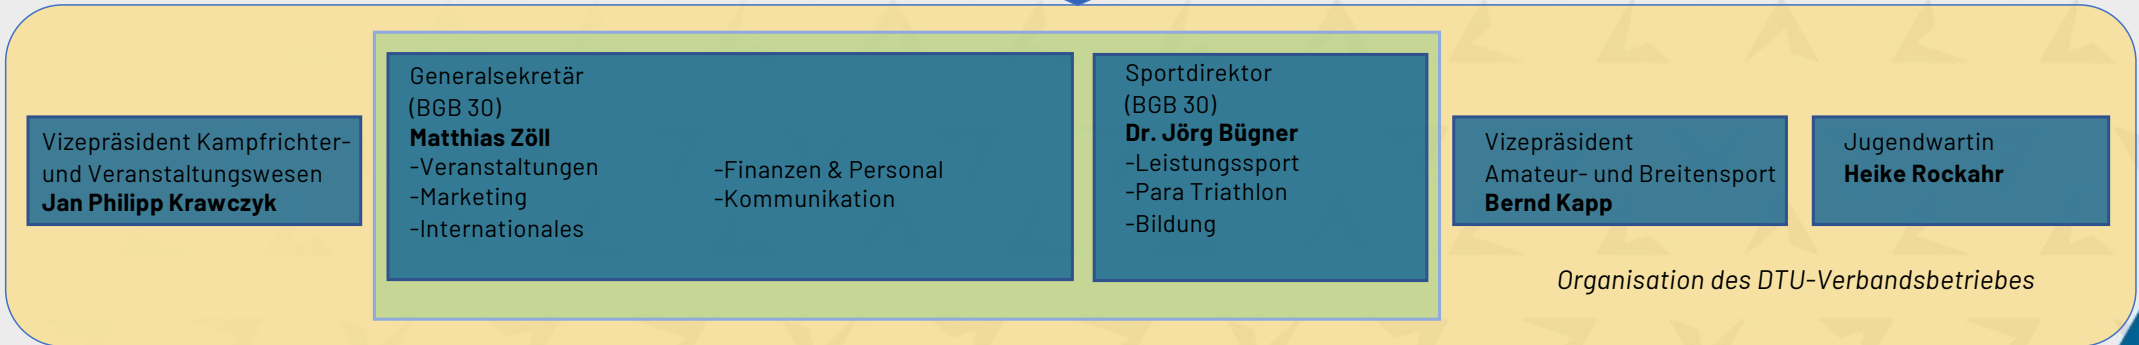 Vizepräsident Kampfrichter-
und Veranstaltungswesen
Jan Philipp Krawczyk
Generalsekretär
(BGB 30)
Matthias Zöll
-Veranstaltungen
-Marketing
-Internationales
-Finanzen & Personal
-Kommunikation
Sportdirektor
(BGB 30)
Dr. Jörg Bügner
-Leistungssport
-Para Triathlon
-Bildung
Vizepräsident
Amateur- und Breitensport
Bernd Kapp
Jugendwartin
Heike Rockahr
Organisation des DTU-Verbandsbetriebes